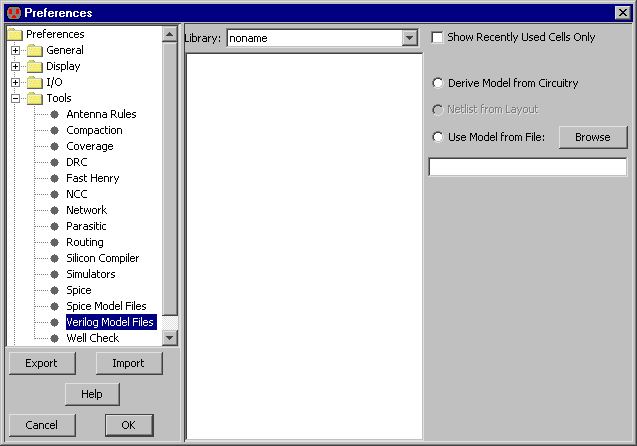 Preferences
Preferences
General
Display
I/O
Tools
Antenna Rules
Compaction
Coverage
DRC
Fast Henry
NCC
Network
Parasitic
Routing
Silicon Compiler
Simulators
Spice
Spice Model Files
Verilog Model Files
Well Check
Export Import
Help
Cancel OK
Library: noname
Show Recently Used Cells Only
Derive Model from Circuitry
Netlist from Layout
Use Model from File: Browse